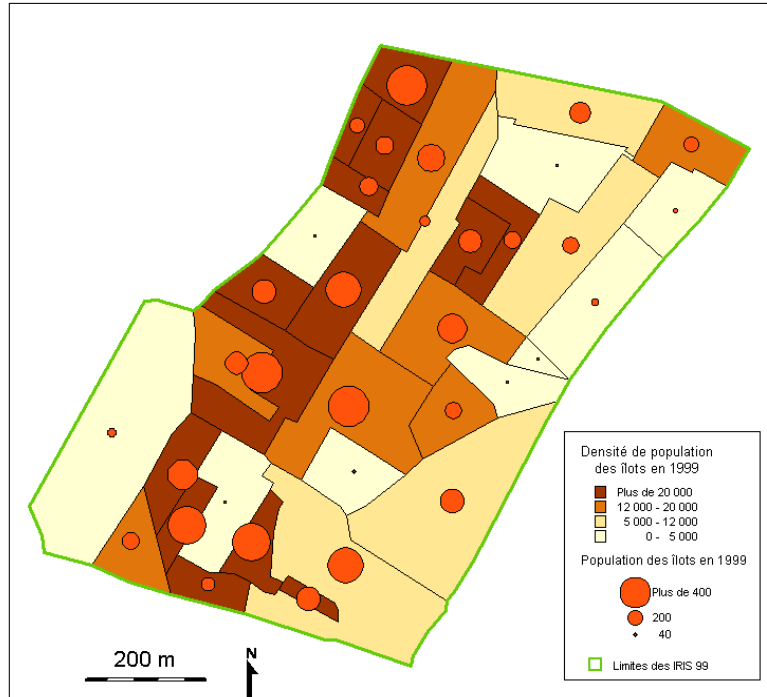 Densité de population
des îlots en 1999
Plus de 20 000
12 000 - 20 000
5 000 - 12 000
0 - 5 000
Population des îlots en 1999
Plus de 400
200
40
Limites des IRIS 99
200 m
N